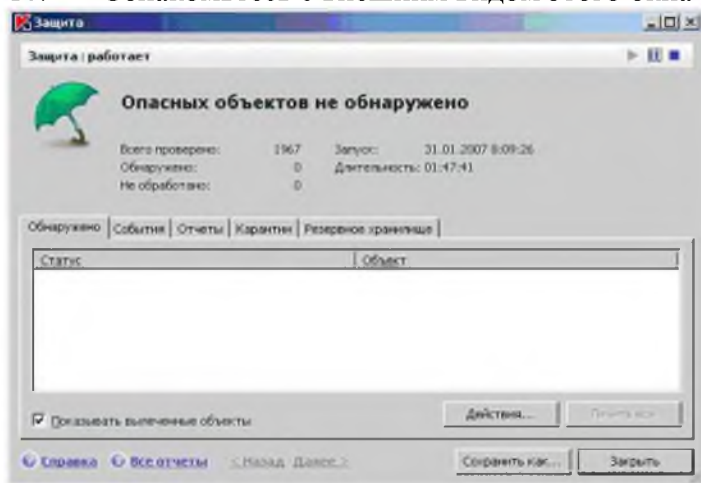 Защита
Защита : работает
Опасных объектов не обнаружено
Всего проверено: 1967 Запуск: 31.01.2007 8:09:26
Обнаружено: 0 Длительность: 01:47:41
Не обработано: 0
Обнаружено События Отчеты Карантин Резервное хранилище
Статус Объект
Показывать вылеченные объекты
Действия... Лечить все
Справка Все отчеты < Назад Далее > Сохранить как... Закрыть